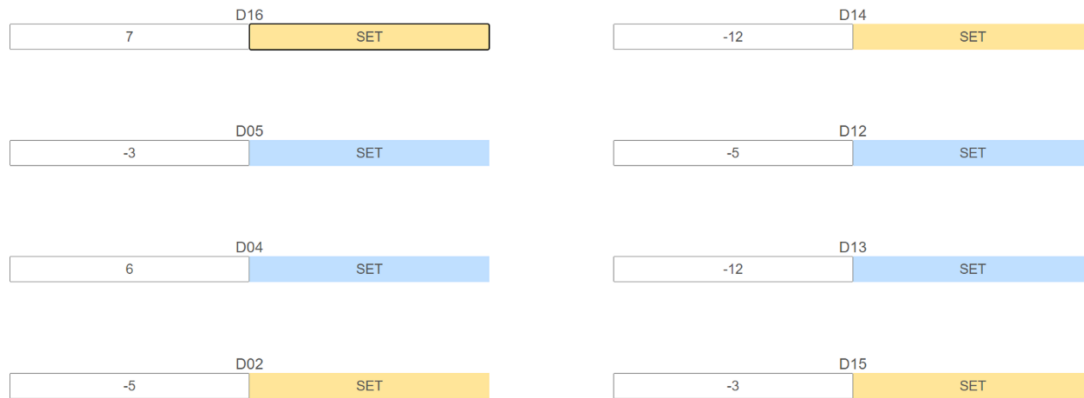 D16 D14
7 SET -12 SET
D05 D12
-3 SET -5 SET
D04 D13
6 SET -12 SET
D02 D15
-5 SET -3 SET